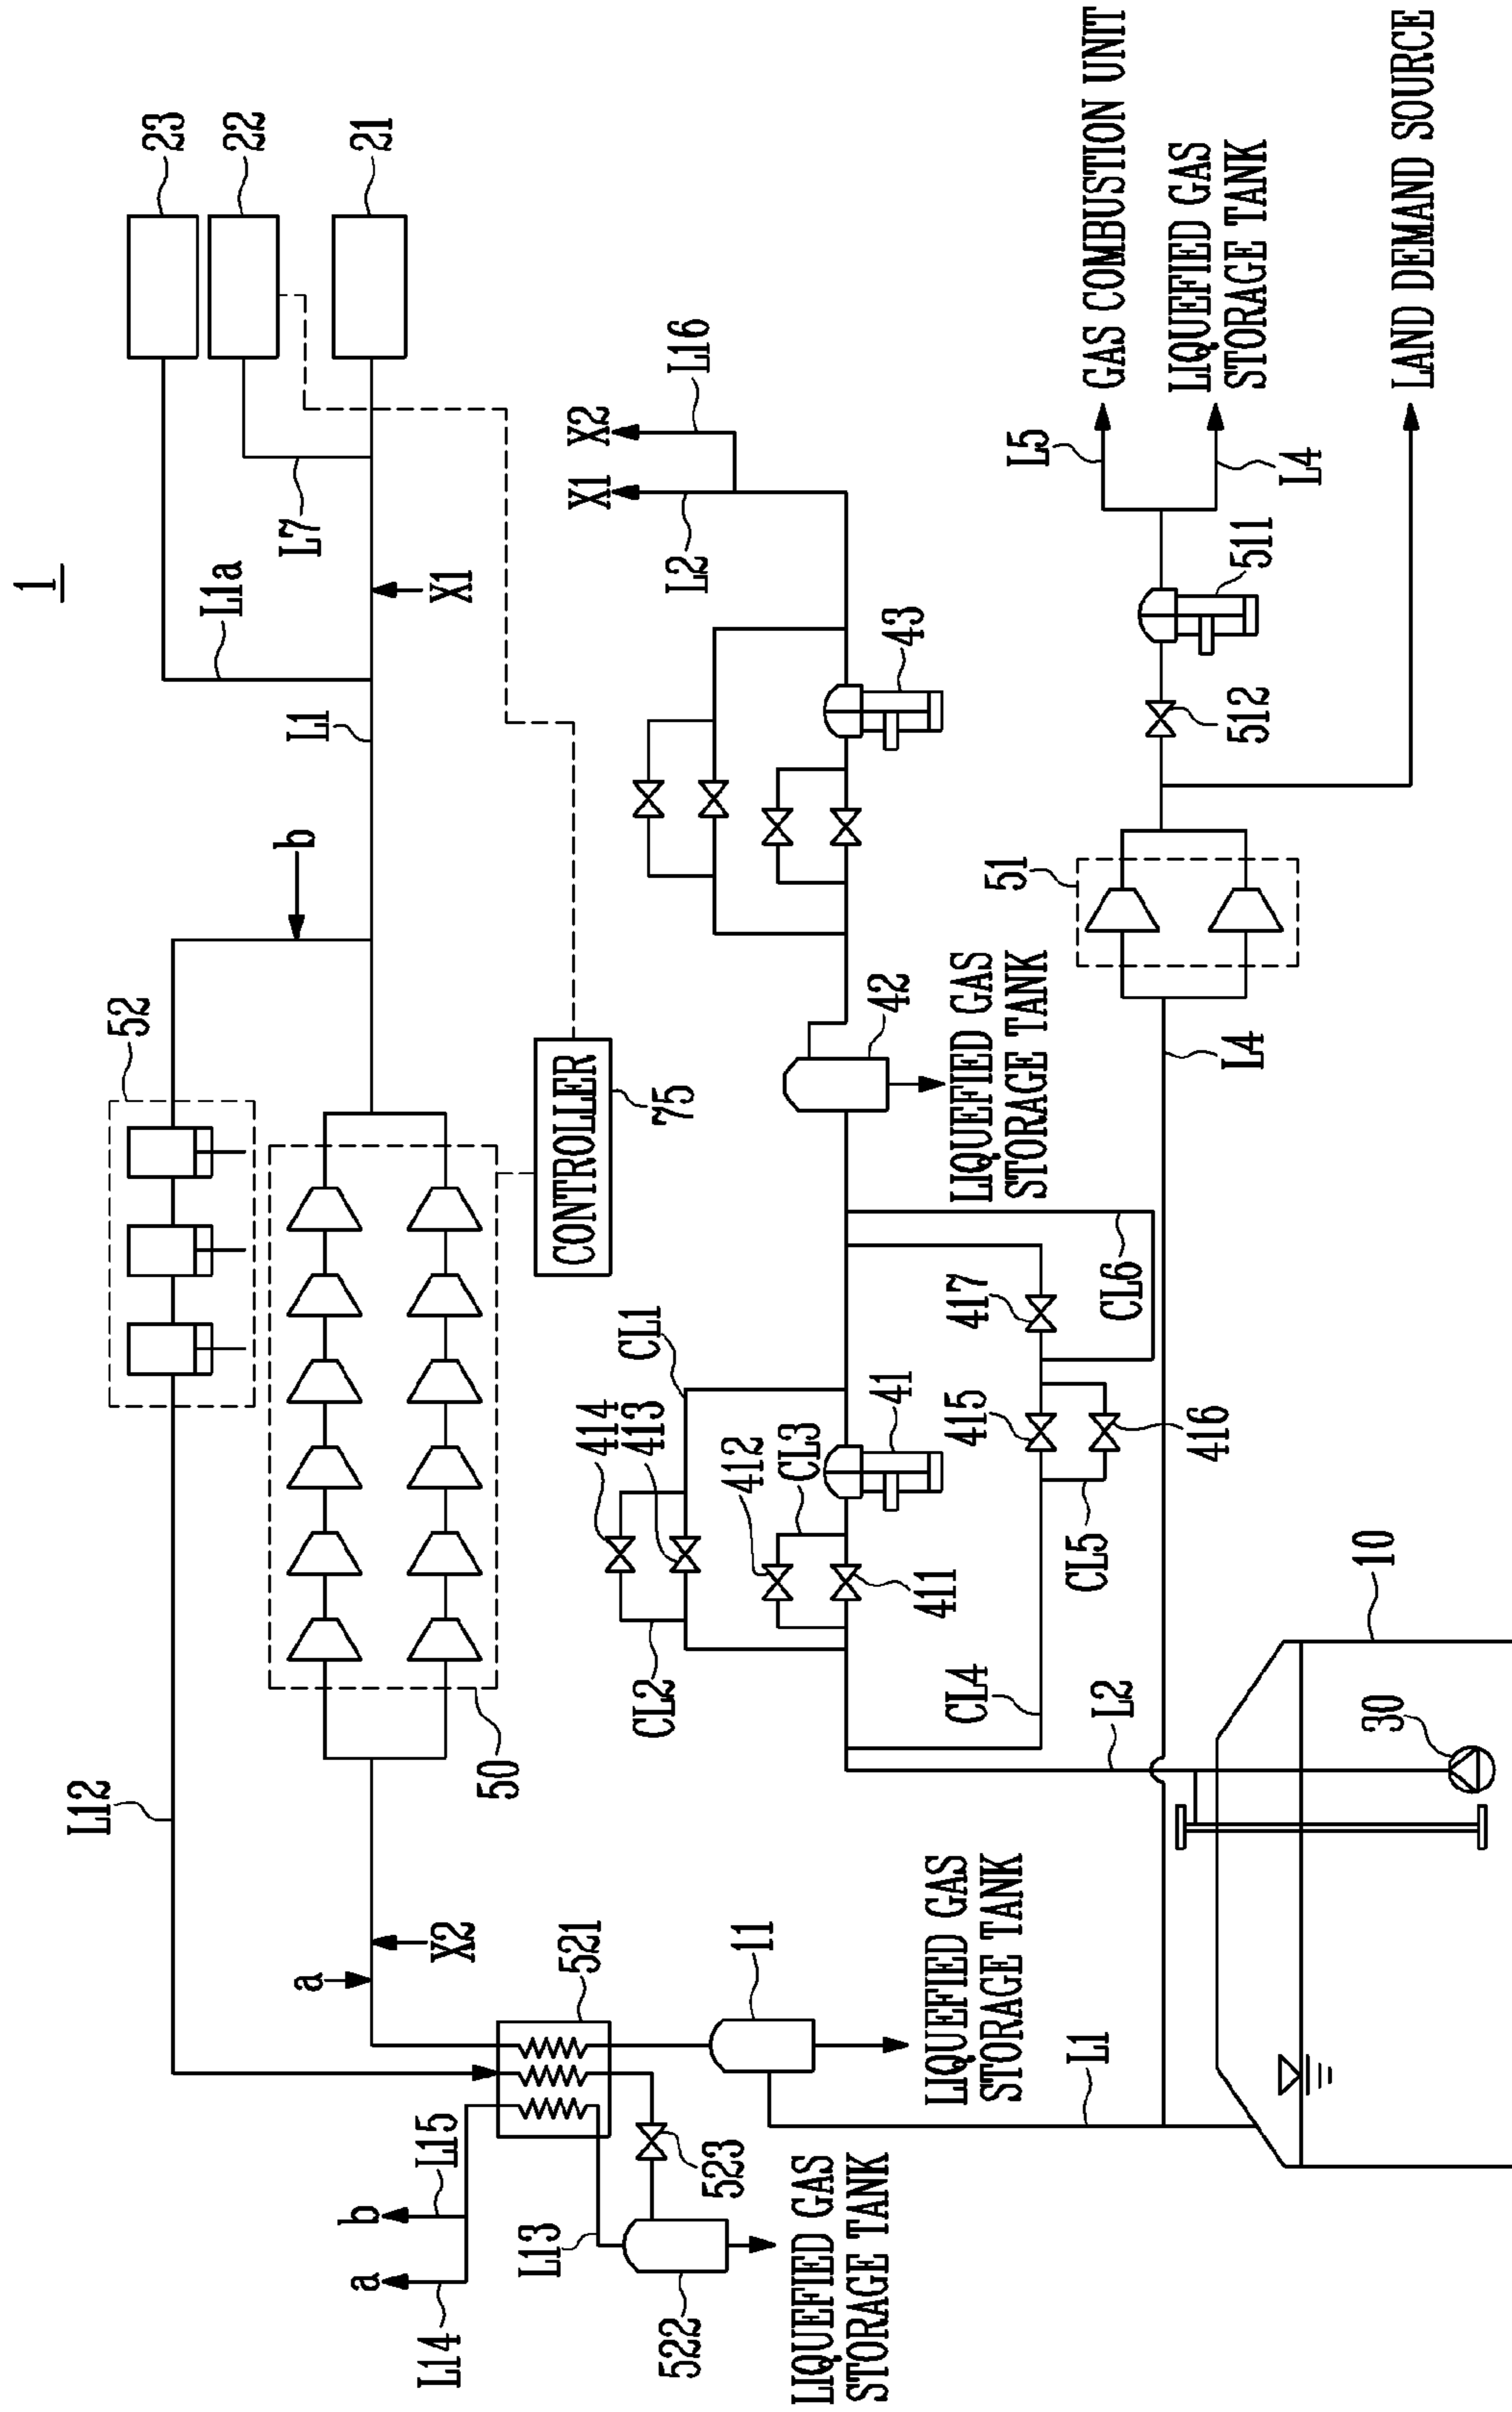 1
23
22
21
L7
L1a
X1
L1
b
52
L12
50
CONTROLLER
75
a
X2
521
11
LIQUEFIED GAS
STORAGE TANK
L1
L15
b
a
L14
L13
523
522
LIQUEFIED GAS
STORAGE TANK
X1
X2
L16
L2
43
42
LIQUEFIED GAS
STORAGE TANK
CL1
414
413
412
CL3
41
CL2
411
417
CL6
415
416
CL5
CL4
L2
10
30
51
L4
512
511
L5
L4
GAS COMBUSTION UNIT
LIQUEFIED GAS
STORAGE TANK
LAND DEMAND SOURCE